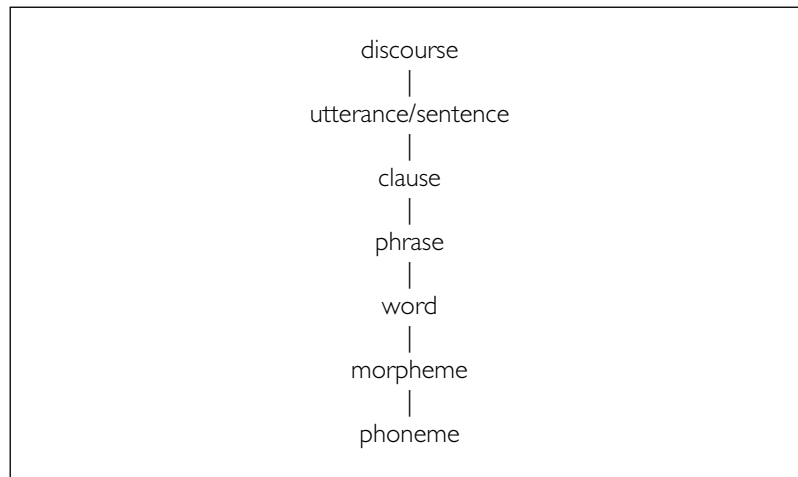 discourse
utterance/sentence
clause
phrase
word
morpheme
phoneme